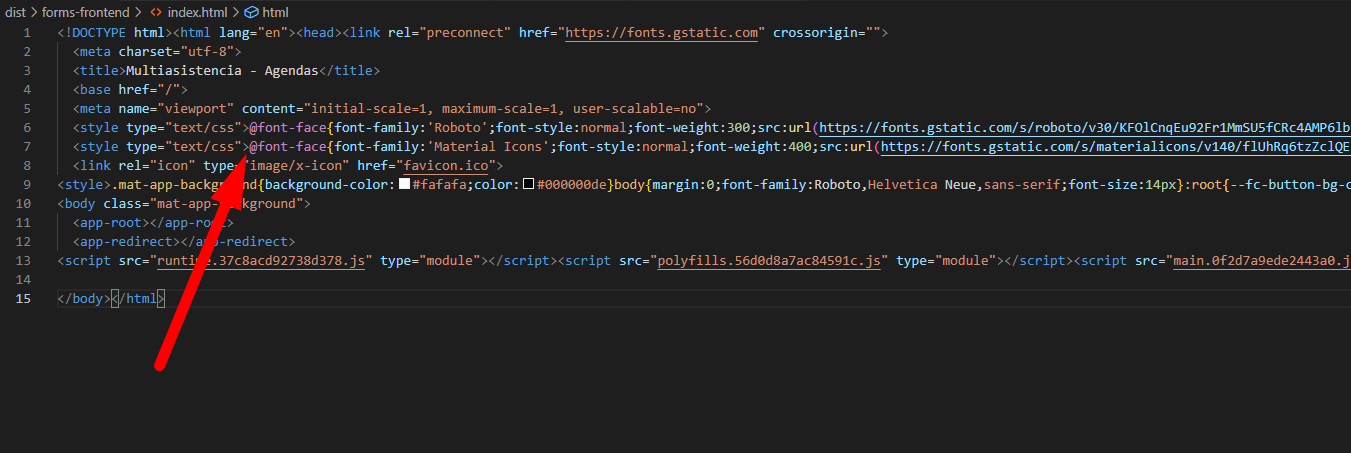 dist > forms-frontend > <> index.html > html
1 <!DOCTYPE html><html lang="en"><head><link rel="preconnect" href="https://fonts.gstatic.com" crossorigin="">
2 <meta charset="utf-8">
3 <title>Multiasistencia - Agendas</title>
4 <base href="/">
5 <meta name="viewport" content="initial-scale=1, maximum-scale=1, user-scalable=no">
6 <style type="text/css">@font-face{font-family:'Roboto';font-style:normal;font-weight:300;src:url(https://fonts.gstatic.com/s/roboto/v30/KFOlCnqEu92Fr1MmSU5fCRc4AMP6lb
7 <style type="text/css">@font-face{font-family:'Material Icons';font-style:normal;font-weight:400;src:url(https://fonts.gstatic.com/s/materialicons/v140/flUhRq6tzZclQE
8 <link rel="icon" type="image/x-icon" href="favicon.ico">
9 <style>.mat-app-background{background-color:#fafafa;color:#000000de}body{margin:0;font-family:Roboto,Helvetica Neue,sans-serif;font-size:14px}:root{--fc-button-bg-c
10 <body class="mat-app-background">
11 <app-root></app-root>
12 <app-redirect></app-redirect>
13 <script src="runtime.37c8acd92738d378.js" type="module"></script><script src="polyfills.56d0d8a7ac84591c.js" type="module"></script><script src="main.0f2d7a9ede2443a0.j
14
15 </body></html>